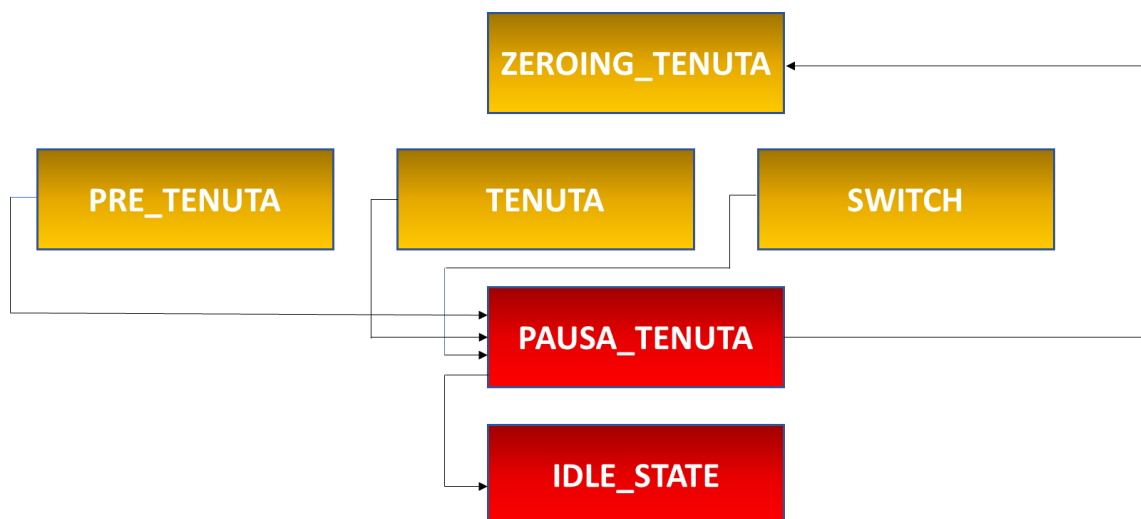 ZEROING_TENUTA
PRE_TENUTA
TENUTA
SWITCH
PAUSA_TENUTA
IDLE_STATE